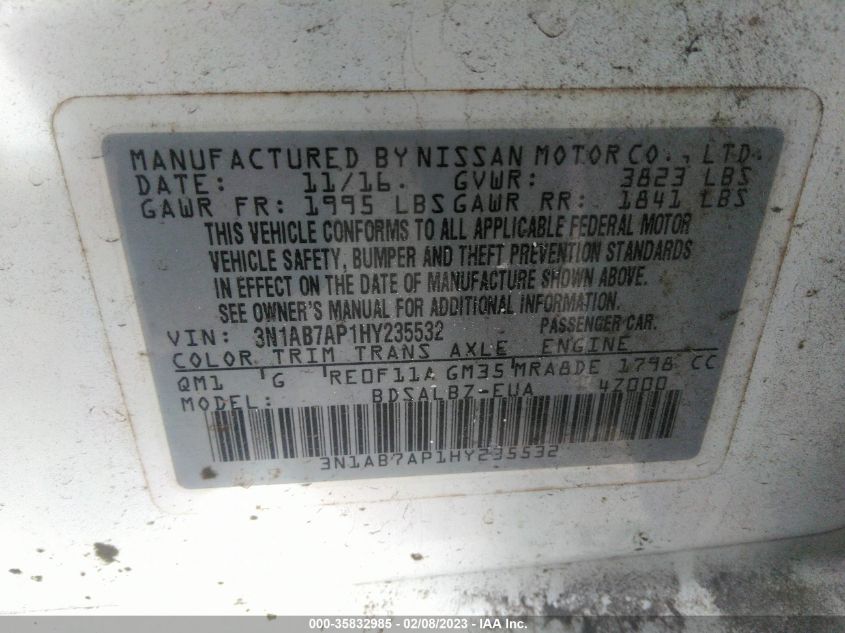 MANUFACTURED BY NISSAN MOTOR CO., LTD.
DATE: 11/16. GVWR: 3823 LBS
GAWR FR: 1995 LBS GAWR RR: 1841 LBS
THIS VEHICLE CONFORMS TO ALL APPLICABLE FEDERAL MOTOR
VEHICLE SAFETY, BUMPER AND THEFT PREVENTION STANDARDS
IN EFFECT ON THE DATE OF MANUFACTURE SHOWN ABOVE.
SEE OWNER'S MANUAL FOR ADDITIONAL INFORMATION.
VIN: 3N1AB7AP1HY235532 PASSENGER CAR.
COLOR TRIM TRANS AXLE ENGINE
QM1 G RE0F11A GM35 MRA8DE 1798 CC
MODEL: BDSALBZ-EUA 4Z000
3N1AB7AP1HY235532
000-35832985 - 02/08/2023 - IAA Inc.